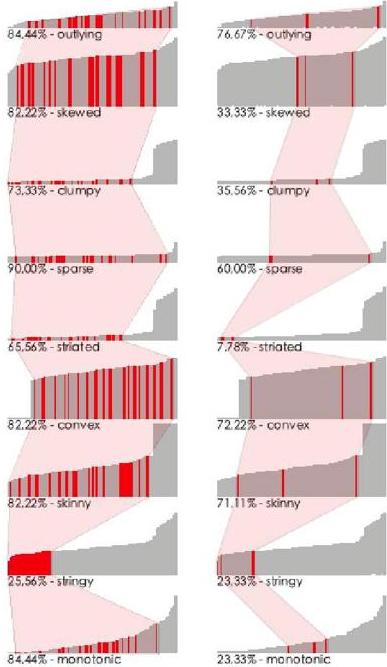 84,44% - outlying
76,67% - outlying
82,22% - skewed
33,33% - skewed
73,33% - clumpy
35,56% - clumpy
90,00% - sparse
60,00% - sparse
65,56% - striated
7,78% - striated
82,22% - convex
72,22% - convex
82,22% - skinny
71,11% - skinny
25,56% - stringy
23,33% - stringy
84,44% - monotonic
23,33% - monotonic